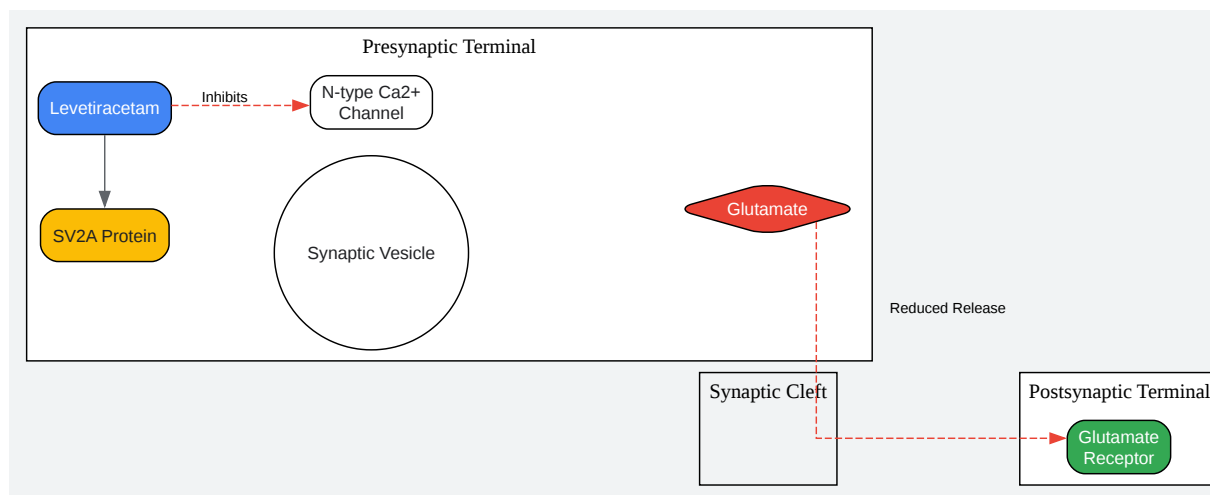 Presynaptic Terminal
Levetiracetam
Inhibits
N-type Ca2+
Channel
SV2A Protein
Synaptic Vesicle
Glutamate
Reduced Release
Synaptic Cleft
Postsynaptic Terminal
Glutamate
Receptor